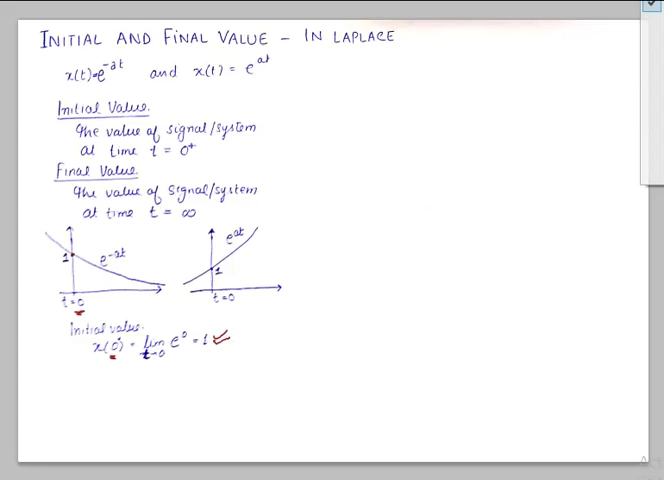 INITIAL AND FINAL VALUE - IN LAPLACE
x(t)=e^-at and x(t) = e^at
Initial Value.
The value of signal/system
at time t = 0+
Final Value.
The value of signal/system
at time t = ∞
1 e^-at e^at 1
t=0 t=0
Initial value.
x(0+) = lim e^0 = 1
t→0